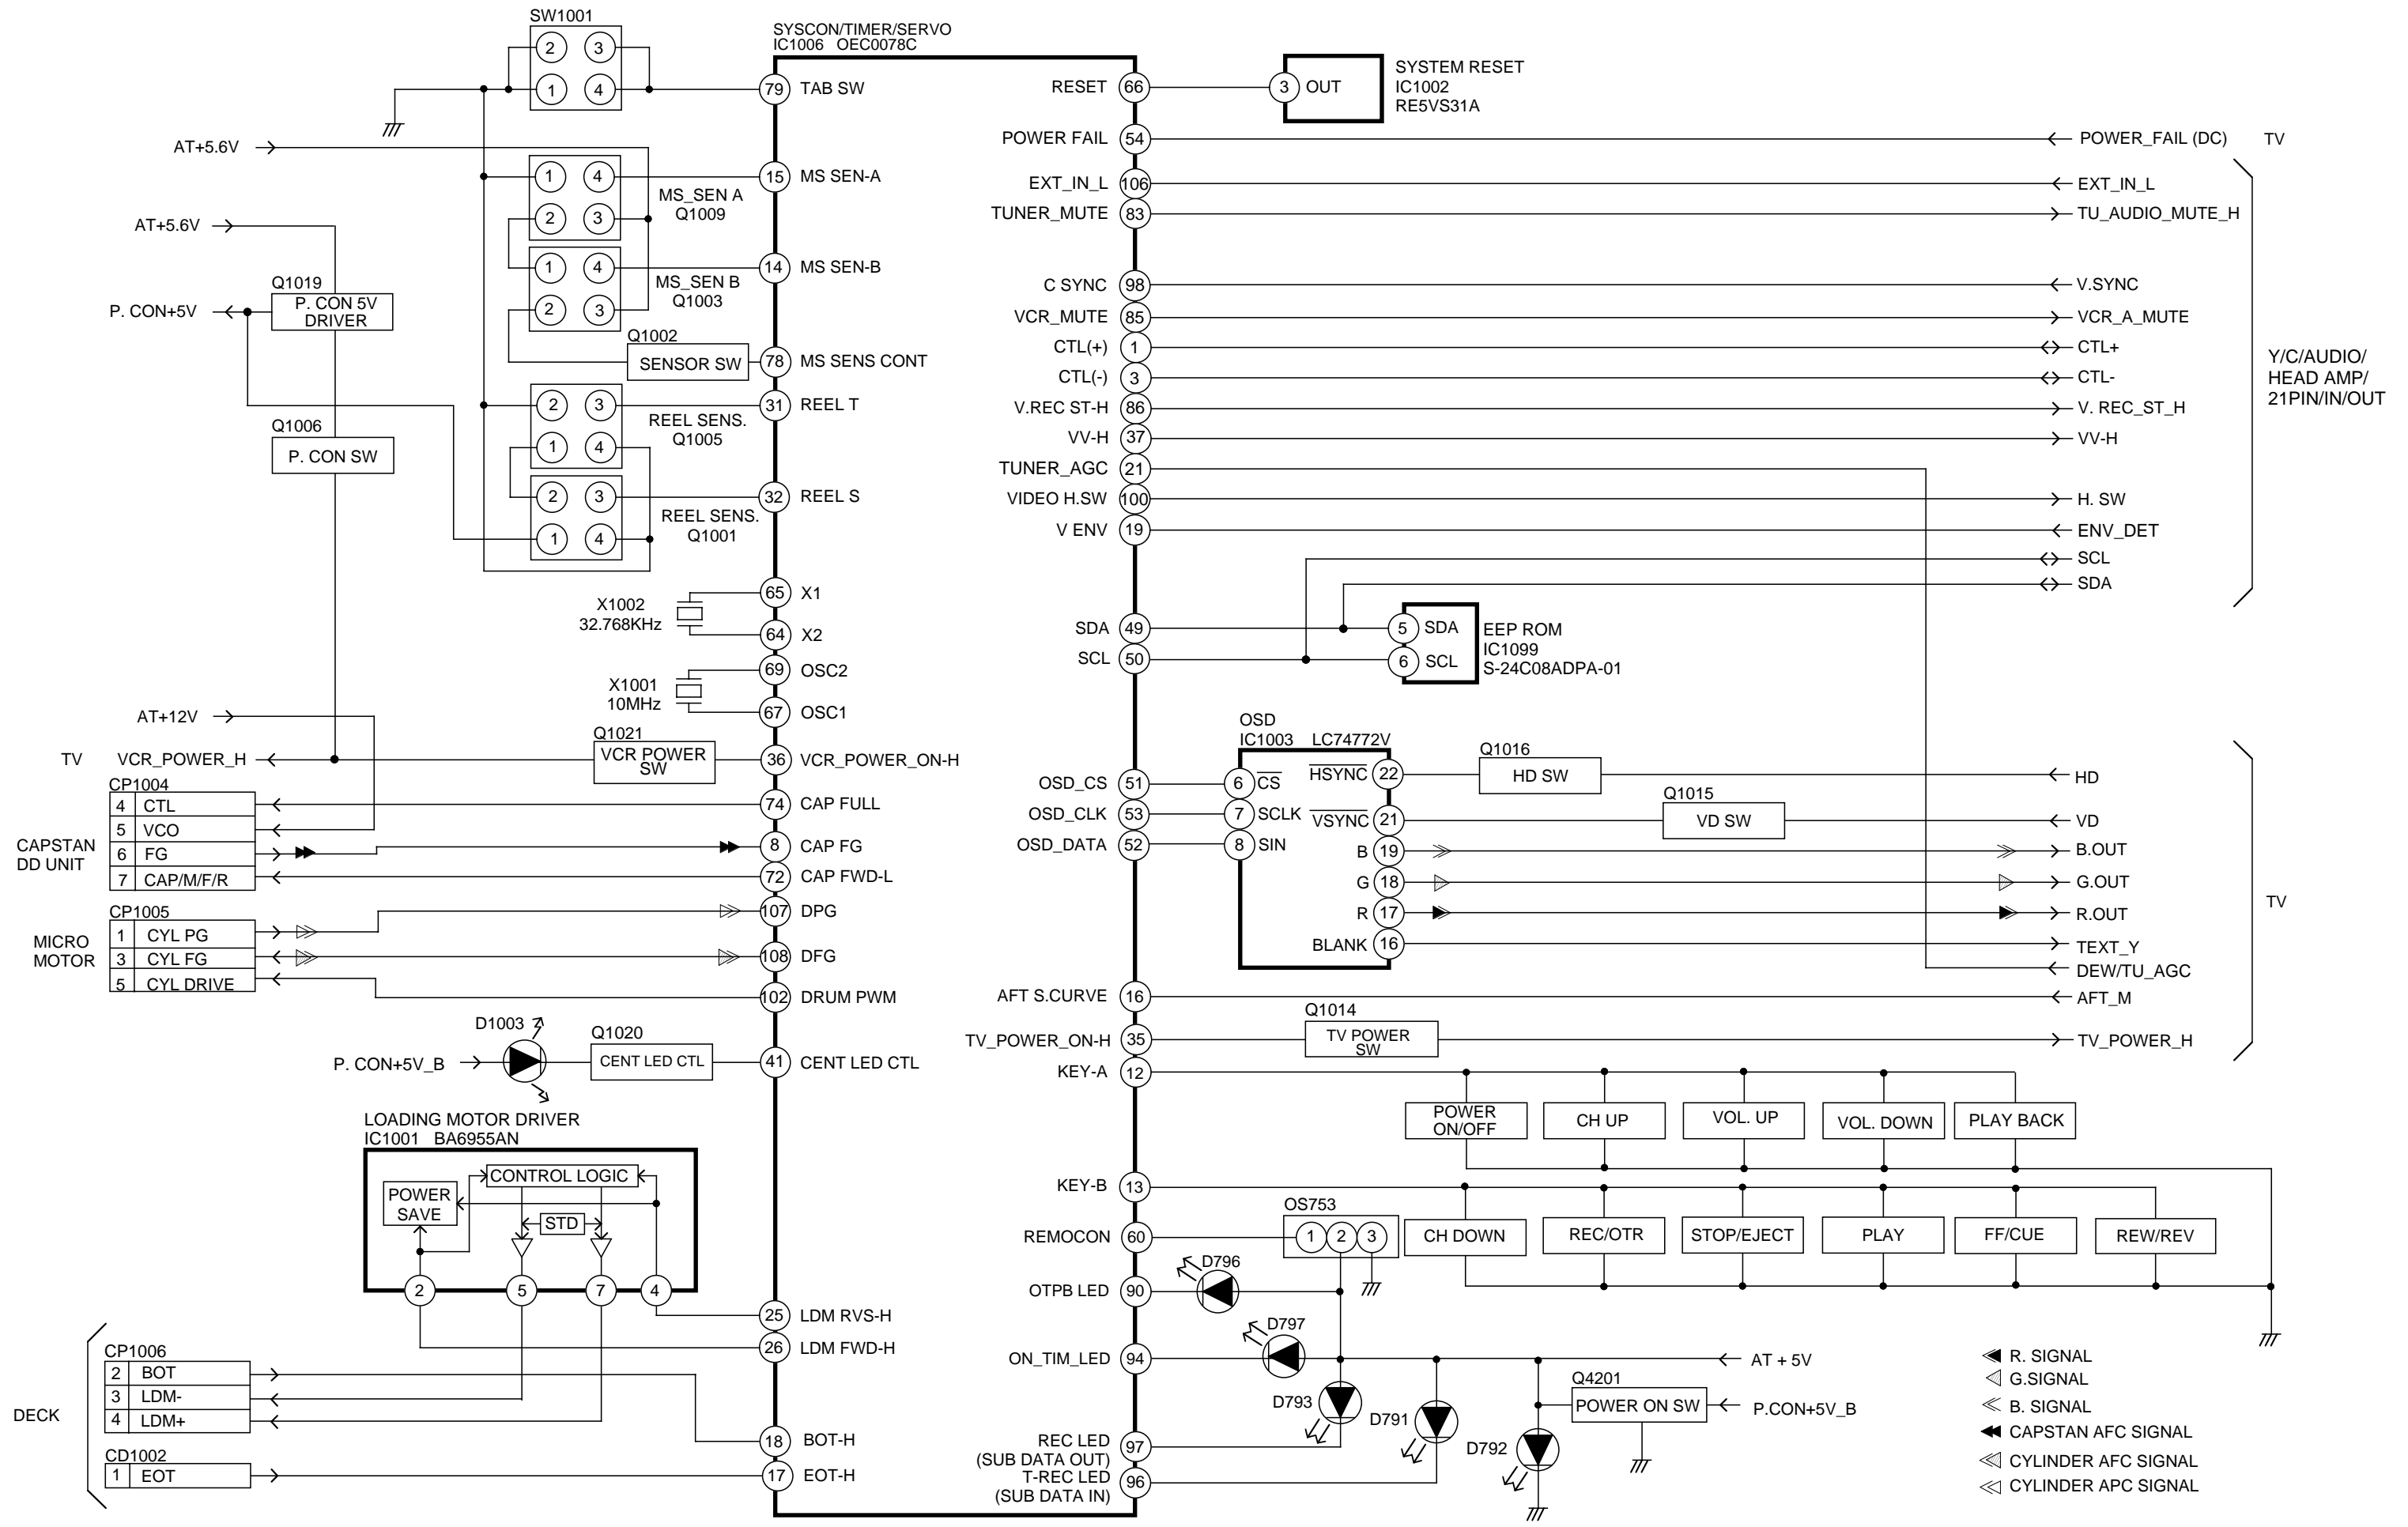 SW1001
2 3
1 4
SYSCON/TIMER/SERVO
IC1006 OEC0078C
79 TAB SW
AT+5.6V
1 4
2 3
MS_SEN A
Q1009
15 MS SEN-A
AT+5.6V
1 4
2 3
MS_SEN B
Q1003
14 MS SEN-B
Q1019
P. CON 5V
DRIVER
P. CON+5V
Q1002
SENSOR SW
78 MS SENS CONT
2 3
1 4
REEL SENS.
Q1005
31 REEL T
Q1006
P. CON SW
2 3
1 4
REEL SENS.
Q1001
32 REEL S
X1002
32.768KHz
65 X1
64 X2
X1001
10MHz
69 OSC2
67 OSC1
AT+12V
TV VCR_POWER_H
Q1021
VCR POWER
SW
36 VCR_POWER_ON-H
CP1004
CAPSTAN
DD UNIT
4 CTL
5 VCO
6 FG
7 CAP/M/F/R
74 CAP FULL
8 CAP FG
72 CAP FWD-L
CP1005
MICRO
MOTOR
1 CYL PG
3 CYL FG
5 CYL DRIVE
107 DPG
108 DFG
102 DRUM PWM
D1003
P. CON+5V_B
Q1020
CENT LED CTL
41 CENT LED CTL
LOADING MOTOR DRIVER
IC1001 BA6955AN
CONTROL LOGIC
POWER
SAVE
STD
2 5 7 4
25 LDM RVS-H
26 LDM FWD-H
DECK
CP1006
2 BOT
3 LDM-
4 LDM+
CD1002
1 EOT
18 BOT-H
17 EOT-H
RESET 66
3 OUT
SYSTEM RESET
IC1002
RE5VS31A
POWER FAIL 54 POWER_FAIL (DC) TV
EXT_IN_L 106 EXT_IN_L
TUNER_MUTE 83 TU_AUDIO_MUTE_H
C SYNC 98 V.SYNC
VCR_MUTE 85 VCR_A_MUTE
CTL(+) 1 CTL+
CTL(-) 3 CTL-
V.REC ST-H 86 V. REC_ST_H
VV-H 37 VV-H
TUNER_AGC 21
VIDEO H.SW 100 H. SW
V ENV 19 ENV_DET
SCL
SDA
Y/C/AUDIO/
HEAD AMP/
21PIN/IN/OUT
SDA 49
SCL 50
5 SDA
6 SCL
EEP ROM
IC1099
S-24C08ADPA-01
OSD
IC1003 LC74772V
OSD_CS 51 6 CS
OSD_CLK 53 7 SCLK
OSD_DATA 52 8 SIN
HSYNC 22
Q1016
HD SW
HD
VSYNC 21
Q1015
VD SW
VD
B 19 B.OUT
G 18 G.OUT
R 17 R.OUT
BLANK 16 TEXT_Y
DEW/TU_AGC
TV
AFT S.CURVE 16 AFT_M
Q1014
TV_POWER_ON-H 35
TV POWER
SW
TV_POWER_H
KEY-A 12
POWER
ON/OFF
CH UP
VOL. UP
VOL. DOWN
PLAY BACK
KEY-B 13
CH DOWN
REC/OTR
STOP/EJECT
PLAY
FF/CUE
REW/REV
OS753
REMOCON 60 1 2 3
D796
OTPB LED 90
D797
ON_TIM_LED 94
AT + 5V
D793
D791
D792
Q4201
POWER ON SW
P.CON+5V_B
REC LED
(SUB DATA OUT)
97
T-REC LED
(SUB DATA IN)
96
R. SIGNAL
G.SIGNAL
B. SIGNAL
CAPSTAN AFC SIGNAL
CYLINDER AFC SIGNAL
CYLINDER APC SIGNAL